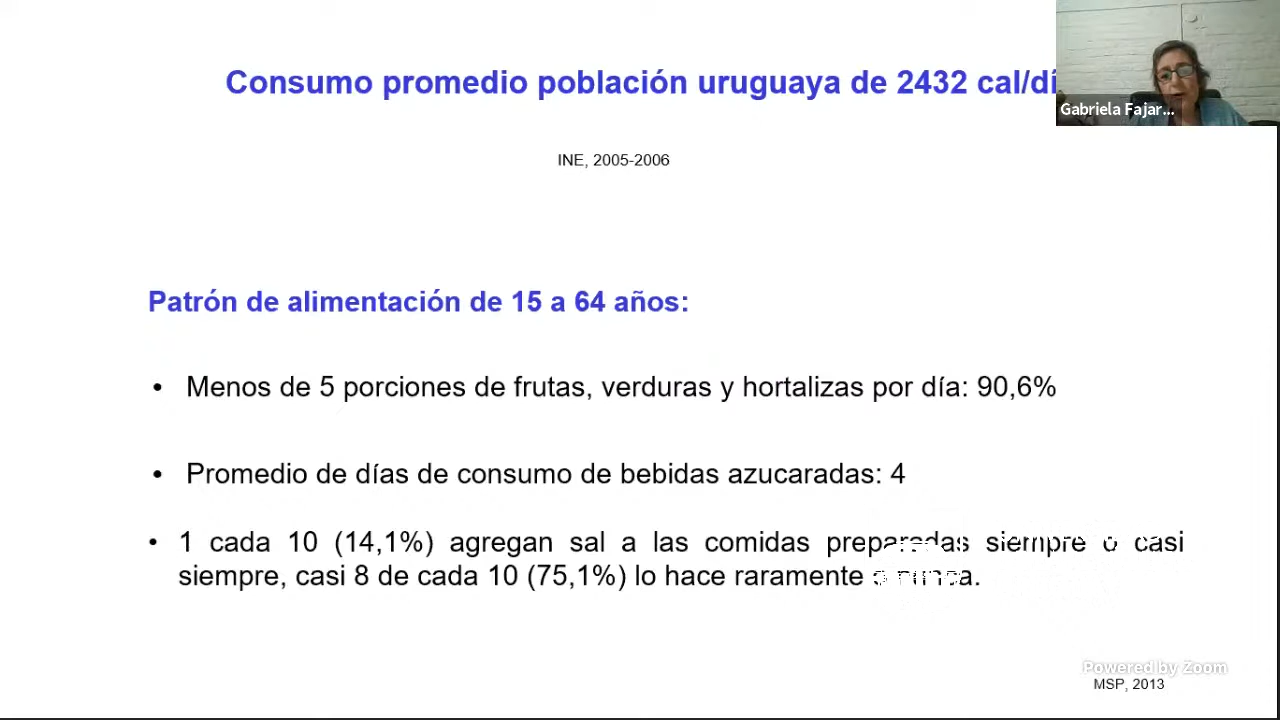 Consumo promedio población uruguaya de 2432 cal/dí
Gabriela Fajar...
INE, 2005-2006
Patrón de alimentación de 15 a 64 años:
• Menos de 5 porciones de frutas, verduras y hortalizas por día: 90,6%
• Promedio de días de consumo de bebidas azucaradas: 4
• 1 cada 10 (14,1%) agregan sal a las comidas preparadas siempre o casi
siempre, casi 8 de cada 10 (75,1%) lo hace raramente
Powered by Zoom
MSP, 2013